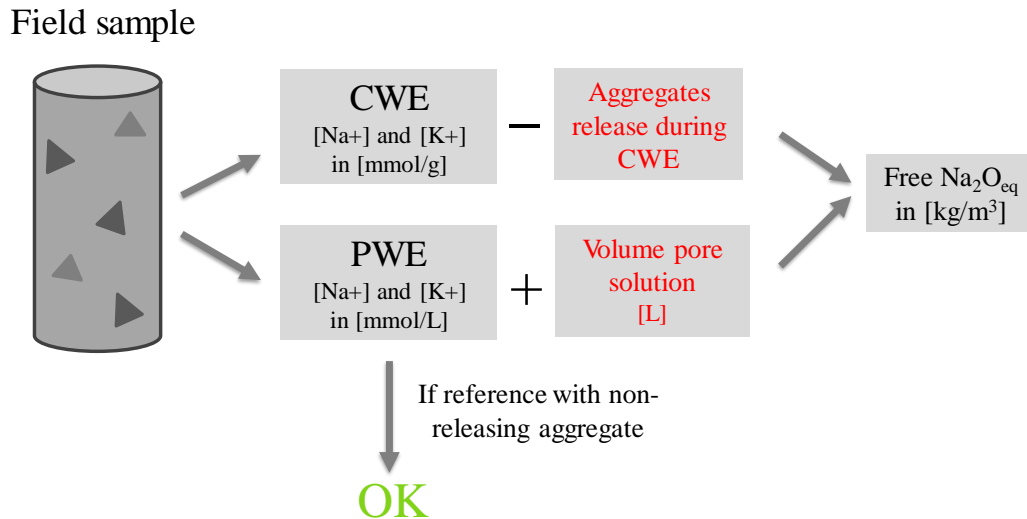 Field sample
CWE
[Na+] and [K+]
in [mmol/g]
−
Aggregates
release during
CWE
PWE
[Na+] and [K+]
in [mmol/L]
+
Volume pore
solution
[L]
Free Na₂Oeq
in [kg/m³]
If reference with non-
releasing aggregate
OK